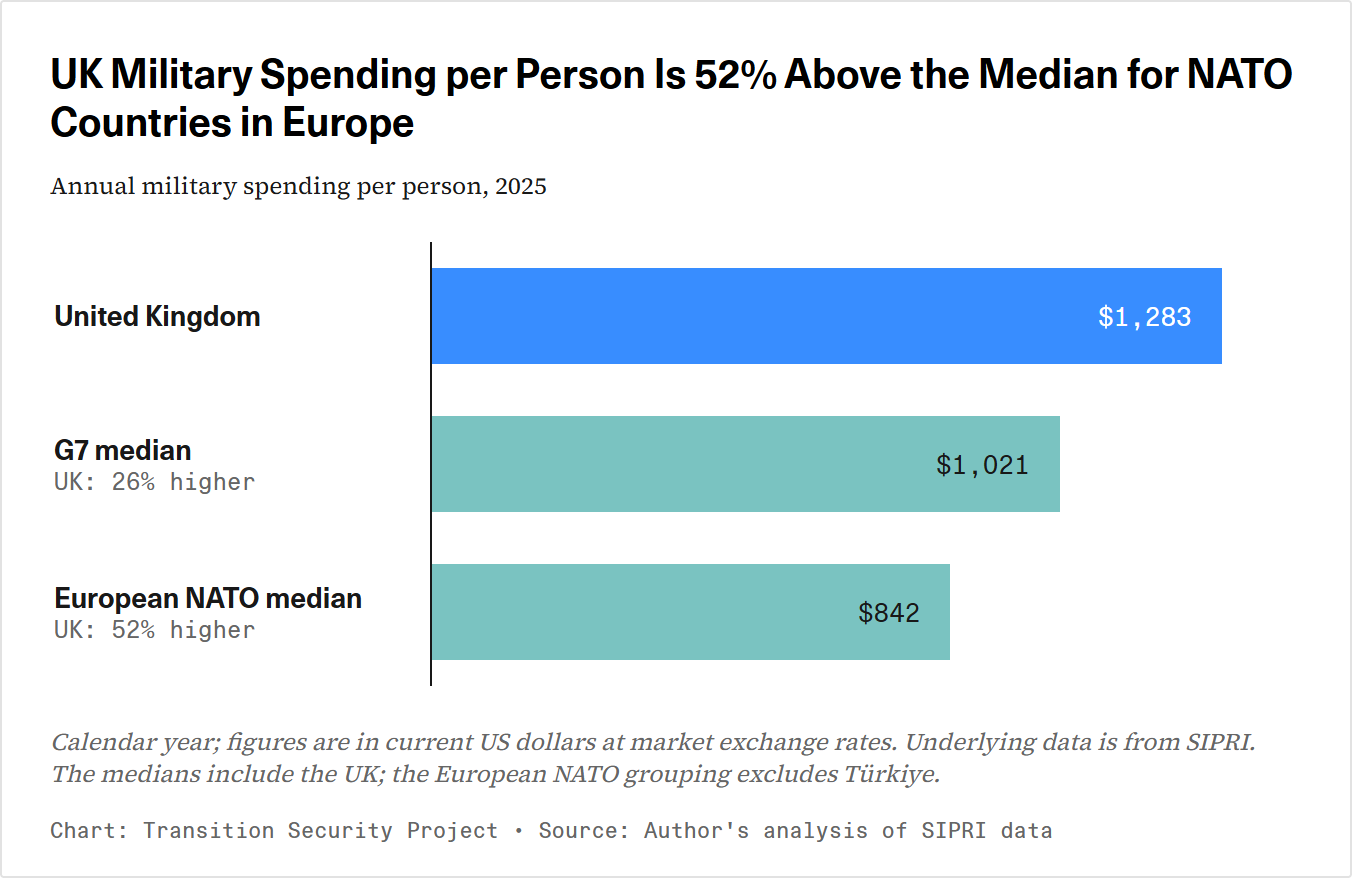 UK Military Spending per Person Is 52% Above the Median for NATO
Countries in Europe
Annual military spending per person, 2025
United Kingdom
$1,283
G7 median
UK: 26% higher
$1,021
European NATO median
UK: 52% higher
$842
Calendar year; figures are in current US dollars at market exchange rates. Underlying data is from SIPRI.
The medians include the UK; the European NATO grouping excludes Türkiye.
Chart: Transition Security Project • Source: Author's analysis of SIPRI data